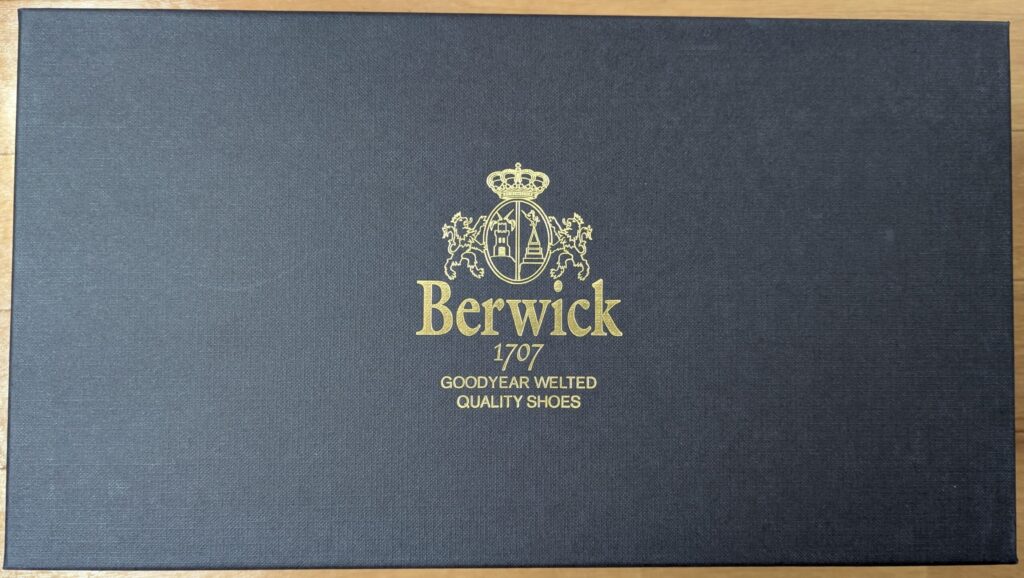 Berwick
1707
GOODYEAR WELTED
QUALITY SHOES